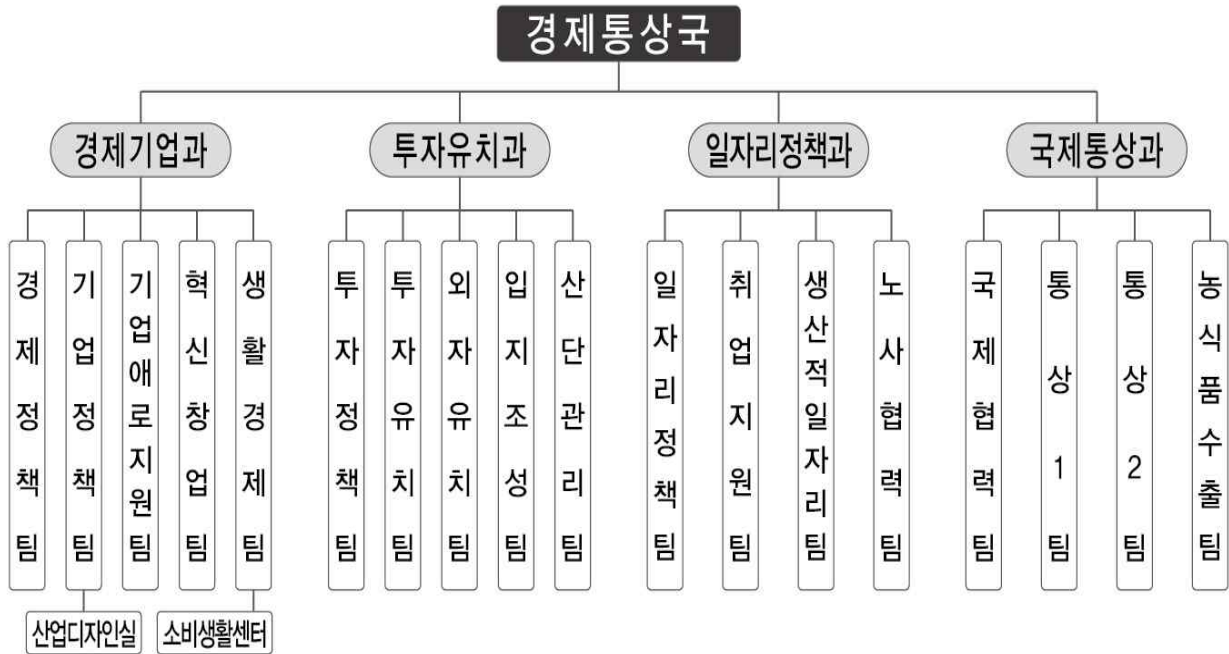 경제통상국
경제기업과
투자유치과
일자리정책과
국제통상과
경제정책팀
기업정책팀
기업애로지원팀
혁신창업팀
생활경제팀
투자정책팀
투자유치팀
외자유치팀
입지조성팀
산단관리팀
일자리정책팀
취업지원팀
생산적일자리팀
노사협력팀
국제협력팀
통상1팀
통상2팀
농식품수출팀
산업디자인실
소비생활센터